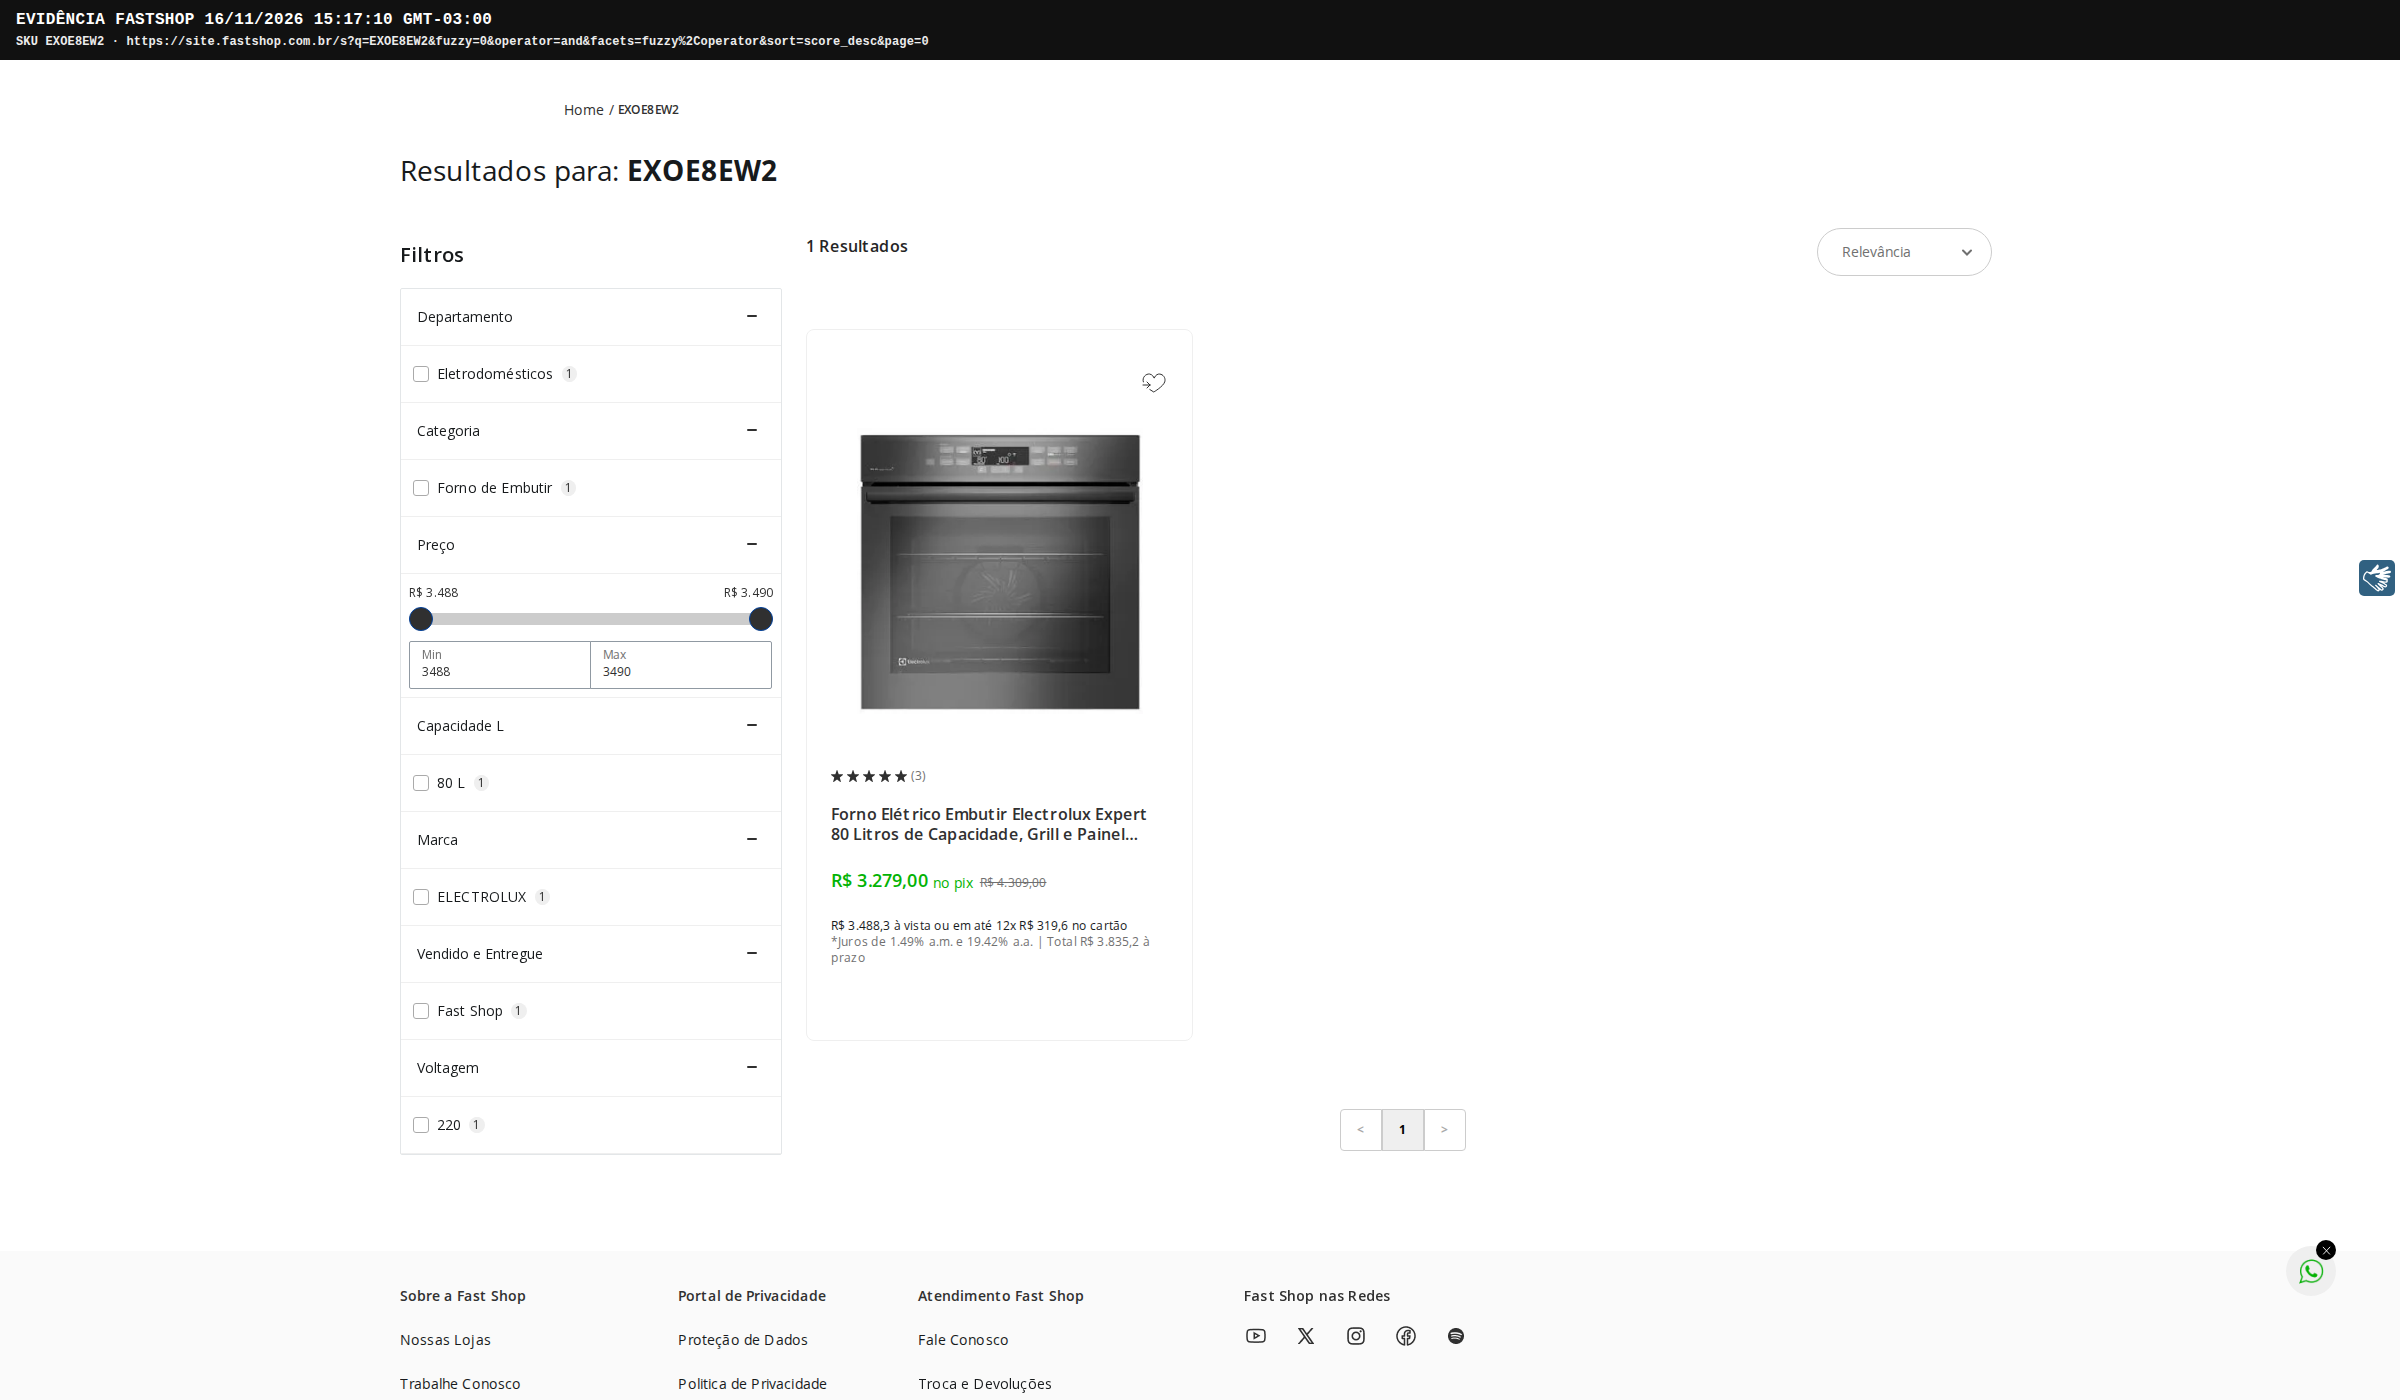 EVIDÊNCIA FASTSHOP 16/11/2026 15:17:10 GMT-03:00
SKU EXOE8EW2 · https://site.fastshop.com.br/s?q=EXOE8EW2&fuzzy=0&operator=and&facets=fuzzy%2Coperator&sort=score_desc&page=0
Home / EXOE8EW2
Resultados para: EXOE8EW2
Filtros
1 Resultados
Relevância
Departamento
Eletrodomésticos 1
Categoria
Forno de Embutir 1
Preço
R$ 3.488 R$ 3.490
Min Max
3488 3490
Capacidade L
80 L 1
Marca
ELECTROLUX 1
Vendido e Entregue
Fast Shop 1
Voltagem
220 1
Electrolux
(3)
Forno Elétrico Embutir Electrolux Expert
80 Litros de Capacidade, Grill e Painel...
R$ 3.279,00 no pix R$ 4.309,00
R$ 3.488,3 à vista ou em até 12x R$ 319,6 no cartão
*Juros de 1.49% a.m. e 19.42% a.a. | Total R$ 3.835,2 à
prazo
< 1 >
Sobre a Fast Shop
Nossas Lojas
Trabalhe Conosco
Portal de Privacidade
Proteção de Dados
Politica de Privacidade
Atendimento Fast Shop
Fale Conosco
Troca e Devoluções
Fast Shop nas Redes